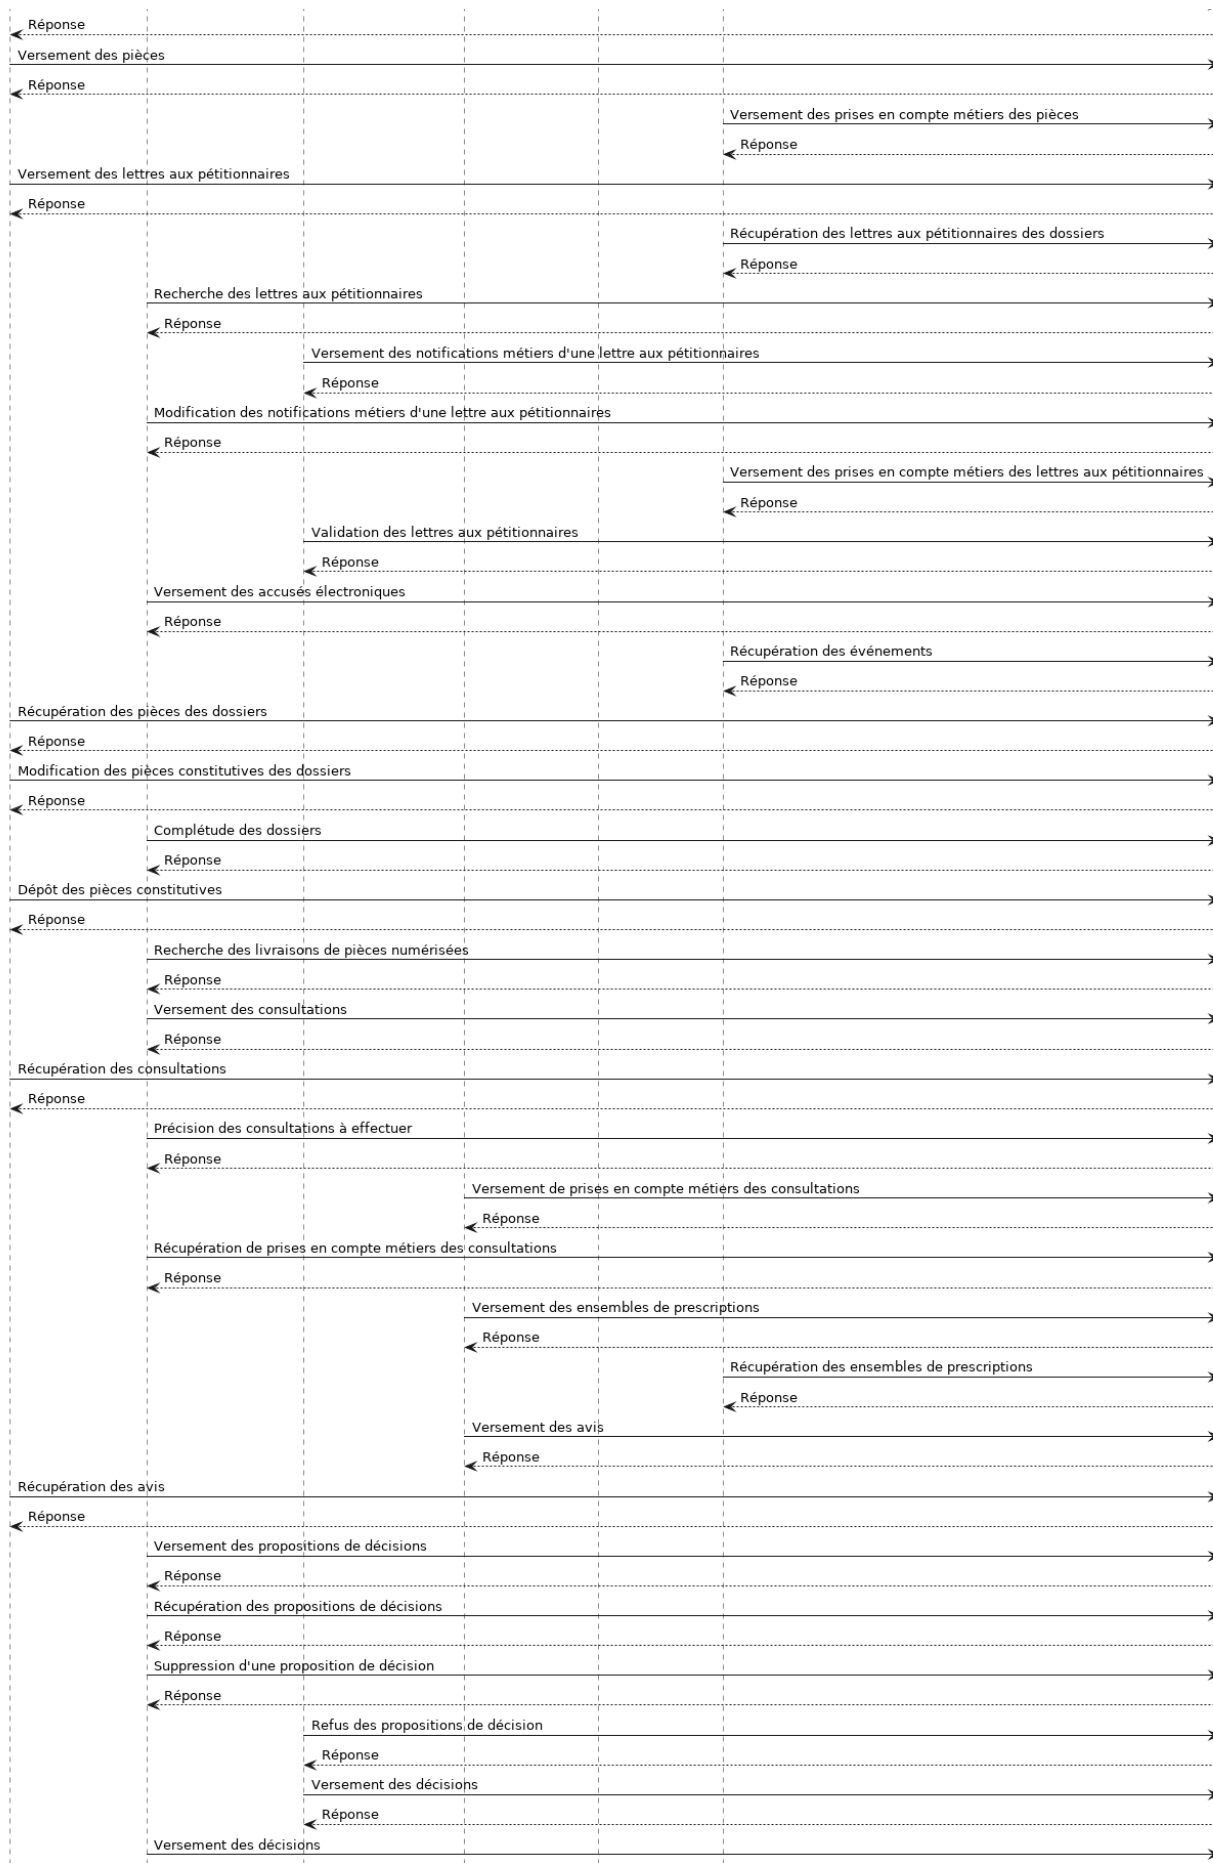 Réponse
Versement des pièces
Réponse
Versement des prises en compte métiers des pièces
Réponse
Versement des lettres aux pétitionnaires
Réponse
Récupération des lettres aux pétitionnaires des dossiers
Réponse
Recherche des lettres aux pétitionnaires
Réponse
Versement des notifications métiers d'une lettre aux pétitionnaires
Réponse
Modification des notifications métiers d'une lettre aux pétitionnaires
Réponse
Versement des prises en compte métiers des lettres aux pétitionnaires
Réponse
Validation des lettres aux pétitionnaires
Réponse
Versement des accusés électroniques
Réponse
Récupération des événements
Réponse
Récupération des pièces des dossiers
Réponse
Modification des pièces constitutives des dossiers
Réponse
Complétude des dossiers
Réponse
Dépôt des pièces constitutives
Réponse
Recherche des livraisons de pièces numérisées
Réponse
Versement des consultations
Réponse
Récupération des consultations
Réponse
Précision des consultations à effectuer
Réponse
Versement de prises en compte métiers des consultations
Réponse
Récupération de prises en compte métiers des consultations
Réponse
Versement des ensembles de prescriptions
Réponse
Récupération des ensembles de prescriptions
Réponse
Versement des avis
Réponse
Récupération des avis
Réponse
Versement des propositions de décisions
Réponse
Récupération des propositions de décisions
Réponse
Suppression d'une proposition de décision
Réponse
Refus des propositions de décision
Réponse
Versement des décisions
Réponse
Versement des décisions